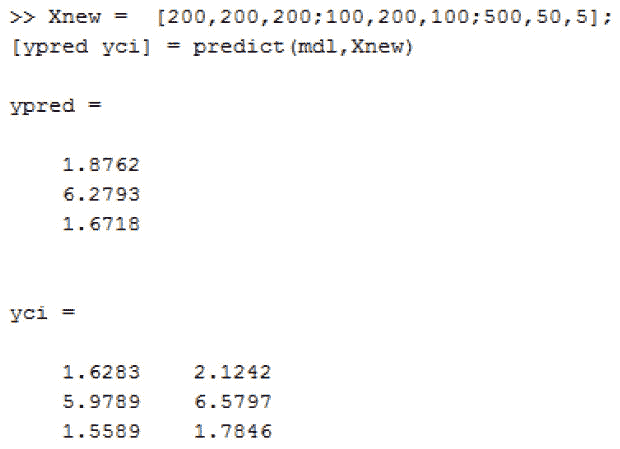 >> Xnew =  [200,200,200;100,200,100;500,50,5];
[ypred yci] = predict(mdl,Xnew)
ypred =
1.8762
6.2793
1.6718
yci =
1.6283    2.1242
5.9789    6.5797
1.5589    1.7846